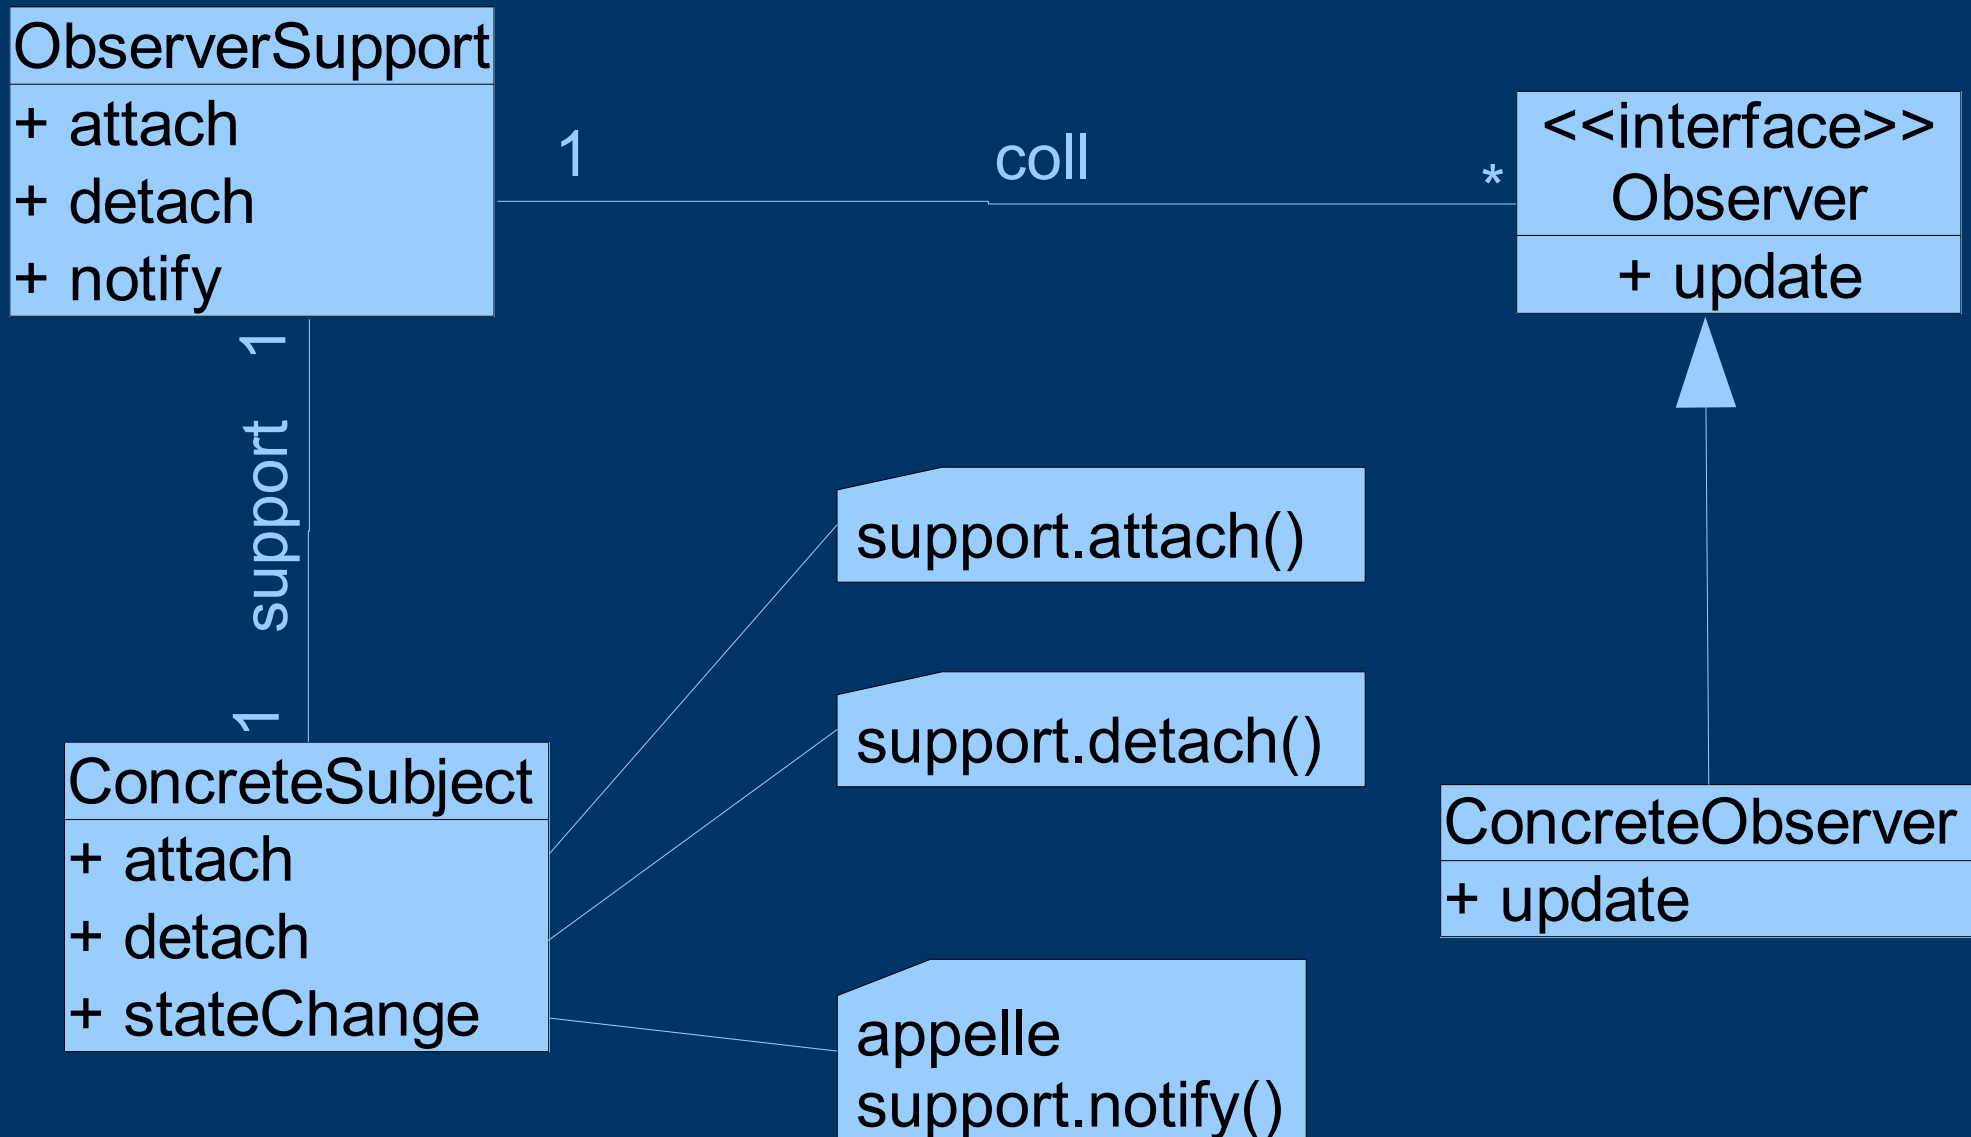 ObserverSupport
+ attach
+ detach
+ notify
1
coll
*
<<interface>>
Observer
+ update
1
support
1
support.attach()
support.detach()
ConcreteSubject
+ attach
+ detach
+ stateChange
ConcreteObserver
+ update
appelle
support.notify()